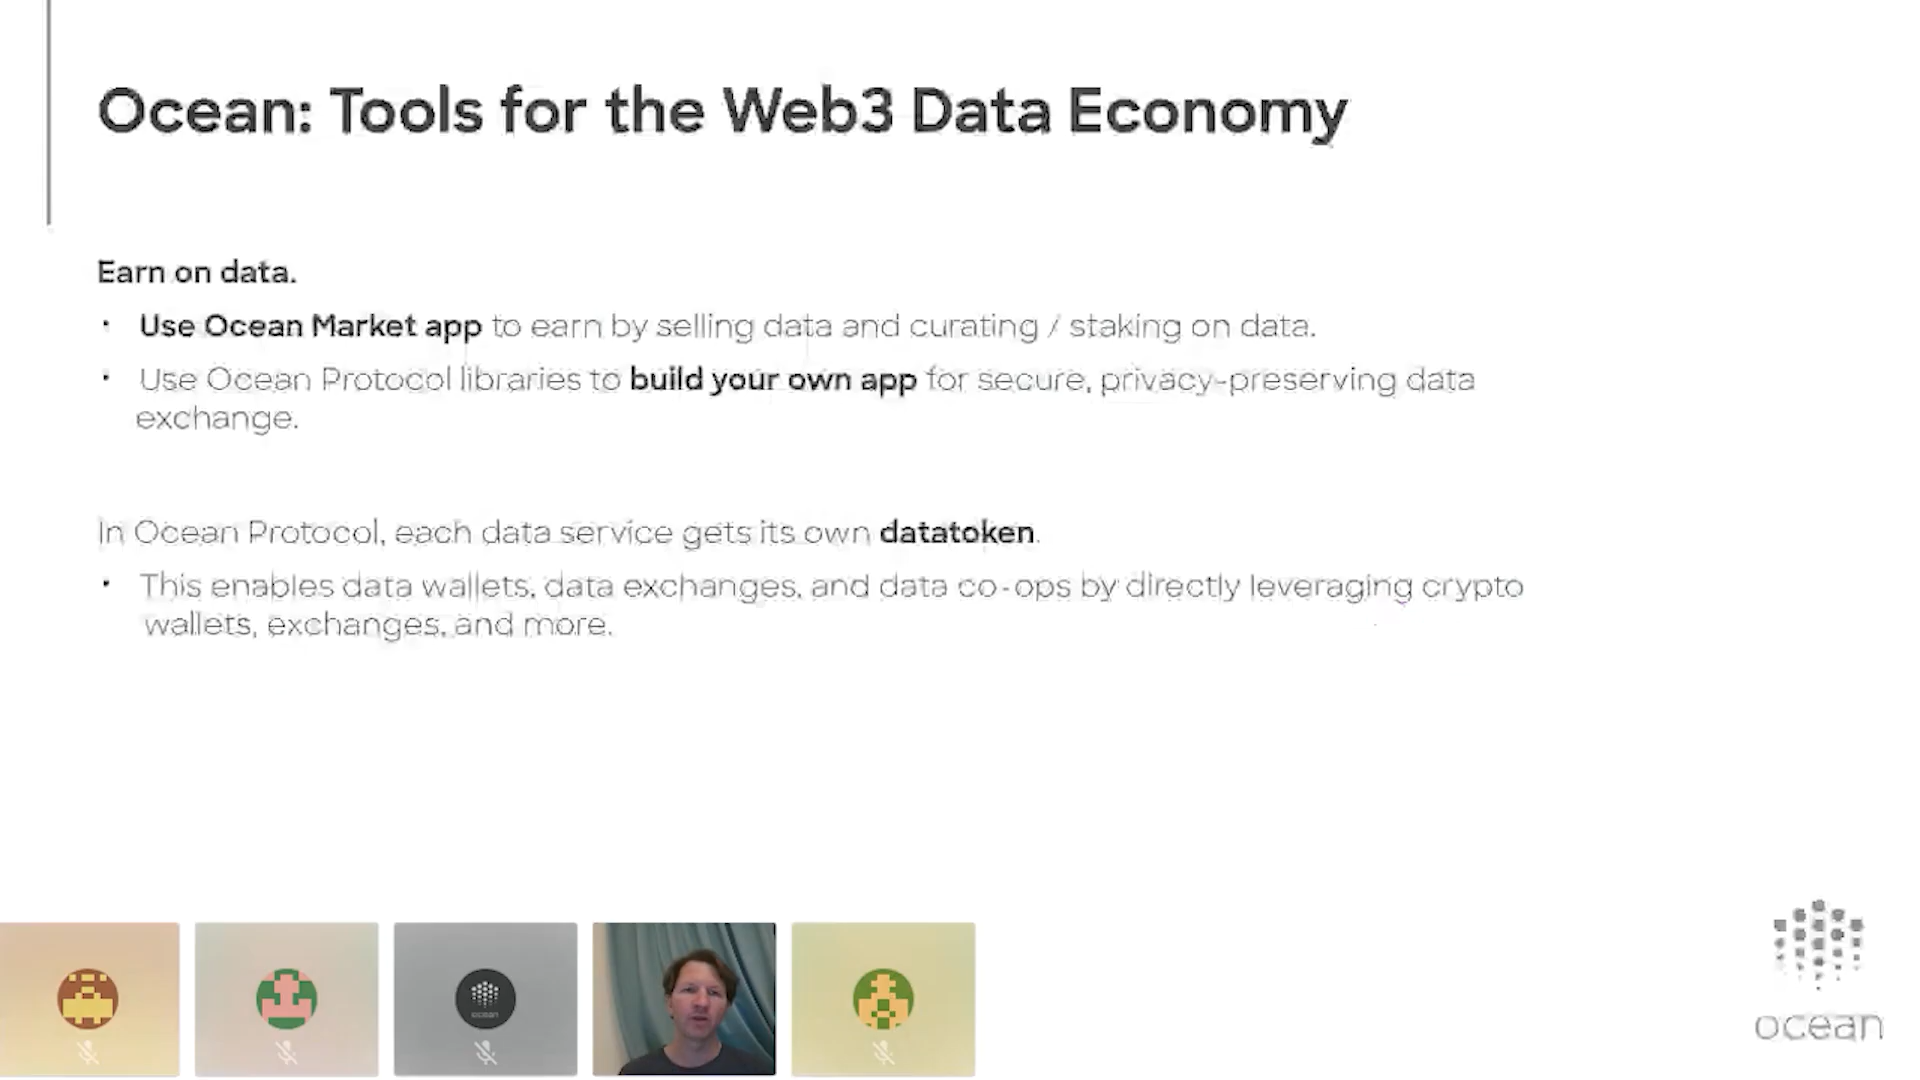 Ocean: Tools for the Web3 Data Economy
Earn on data.
· Use Ocean Market app to earn by selling data and curating / staking on data.
· Use Ocean Protocol libraries to build your own app for secure, privacy-preserving data
exchange.
In Ocean Protocol, each data service gets its own datatoken.
· This enables data wallets, data exchanges, and data co-ops by directly leveraging crypto
wallets, exchanges, and more.
ocean
ocean